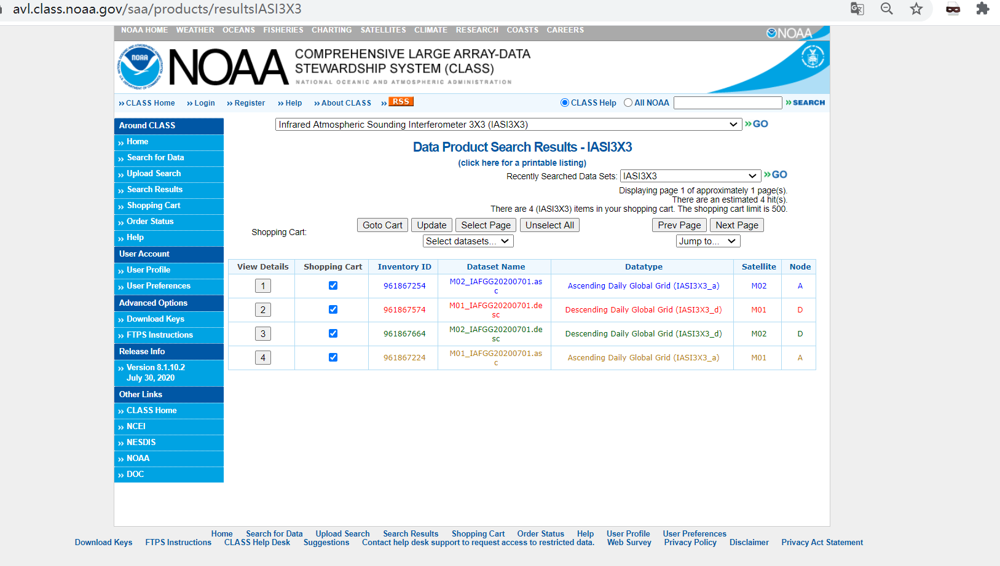 avl.class.noaa.gov/saa/products/resultsIASI3X3
NOAA HOME WEATHER OCEANS FISHERIES CHARTING SATELLITES CLIMATE RESEARCH COASTS CAREERS
NOAA
NOAA
NOAA
COMPREHENSIVE LARGE ARRAY-DATA
STEWARDSHIP SYSTEM (CLASS)
NATIONAL OCEANIC AND ATMOSPHERIC ADMINISTRATION
»CLASS Home »Login »Register »Help »About CLASS » RSS
CLASS Help All NOAA »SEARCH
Around CLASS
» Home
» Search for Data
» Upload Search
» Search Results
» Shopping Cart
» Order Status
» Help
User Account
» User Profile
» User Preferences
Advanced Options
» Download Keys
» FTPS Instructions
Release Info
» Version 8.1.10.2
July 30, 2020
Other Links
» CLASS Home
» NCEI
» NESDIS
» NOAA
» DOC
Infrared Atmospheric Sounding Interferometer 3X3 (IASI3X3) »GO
Data Product Search Results - IASI3X3
(click here for a printable listing)
Recently Searched Data Sets: IASI3X3 »GO
Displaying page 1 of approximately 1 page(s).
There are an estimated 4 hit(s).
There are 4 (IASI3X3) items in your shopping cart. The shopping cart limit is 500.
Shopping Cart:
Goto Cart Update Select Page Unselect All Prev Page Next Page
Select datasets... Jump to...
View Details Shopping Cart Inventory ID Dataset Name Datatype Satellite Node
1 961867254 M02_IAFGG20200701.as Ascending Daily Global Grid (IASI3X3_a) M02 A
c
2 961867574 M01_IAFGG20200701.de Descending Daily Global Grid (IASI3X3_d) M01 D
sc
3 961867664 M02_IAFGG20200701.de Descending Daily Global Grid (IASI3X3_d) M02 D
sc
4 961867224 M01_IAFGG20200701.as Ascending Daily Global Grid (IASI3X3_a) M01 A
c
Home Search for Data Upload Search Search Results Shopping Cart Order Status Help User Profile User Preferences
Download Keys FTPS Instructions CLASS Help Desk Suggestions Contact help desk support to request access to restricted data. Web Survey Privacy Policy Disclaimer Privacy Act Statement